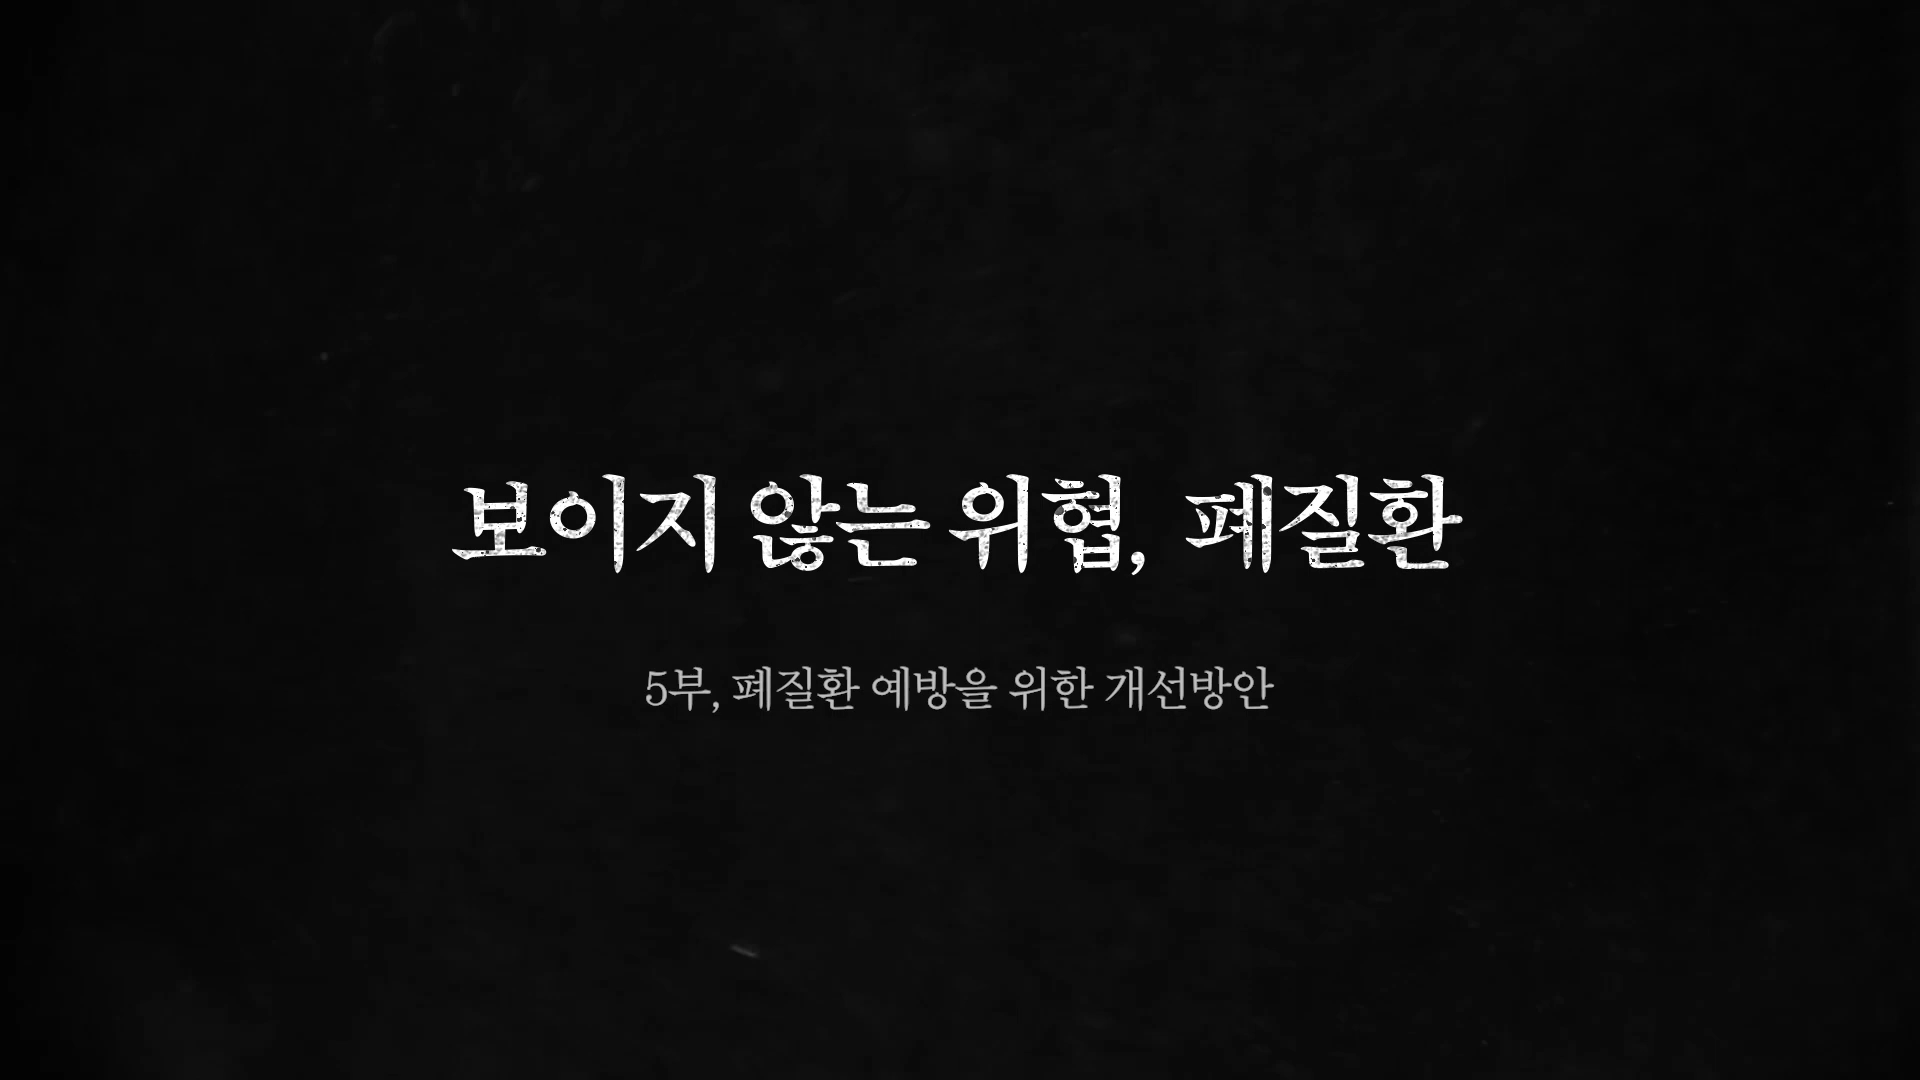 보이지 않는 위협, 폐질환
5부, 폐질환 예방을 위한 개선방안